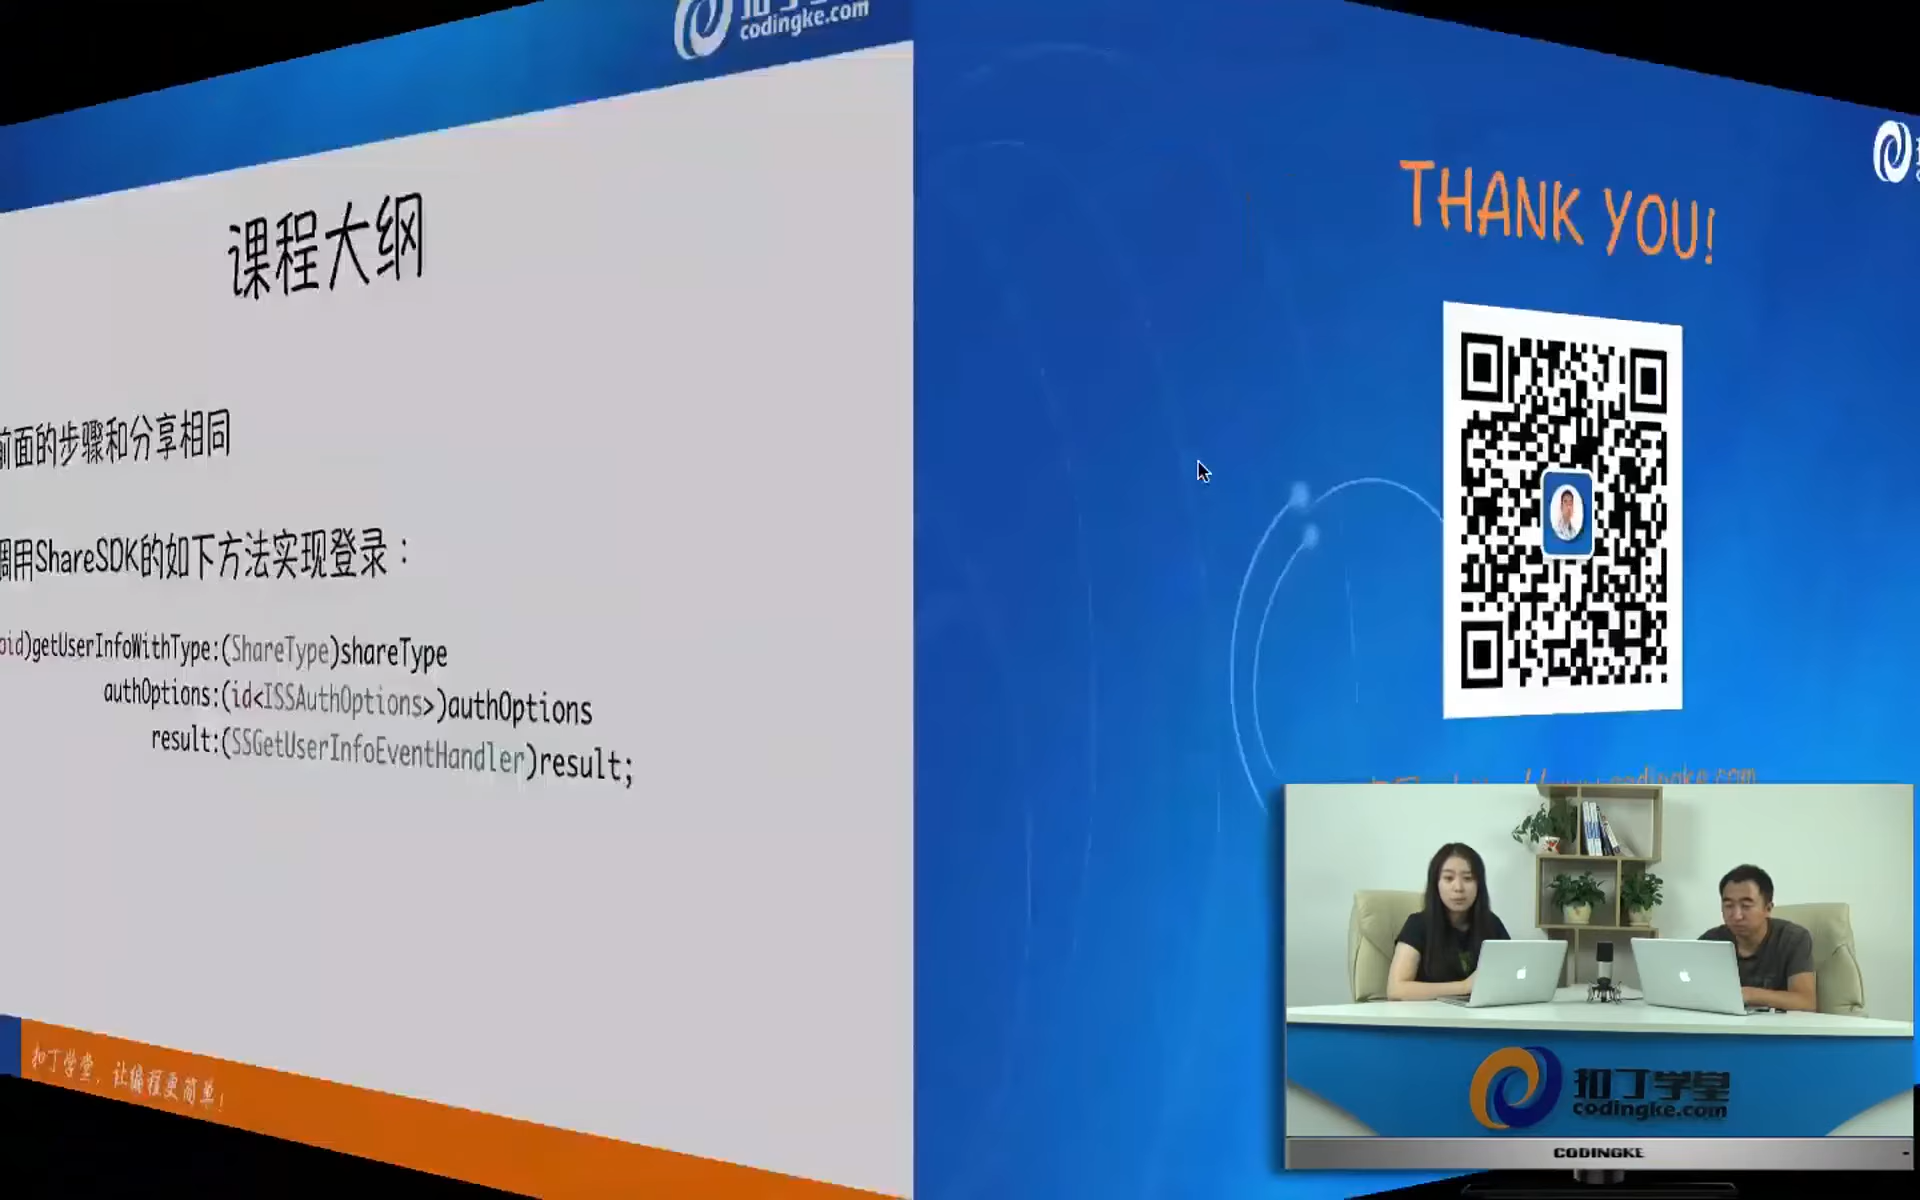 codingke.com
课程大纲
前面的步骤和分享相同
调用ShareSDK的如下方法实现登录：
oid)getUserInfoWithType:(ShareType)shareType
authOptions:(id<ISSAuthOptions>)authOptions
result:(SSGetUserInfoEventHandler)result;
扣丁学堂，让编程更简单！
THANK YOU!
扣丁学堂
codingke.com
CODINGKE